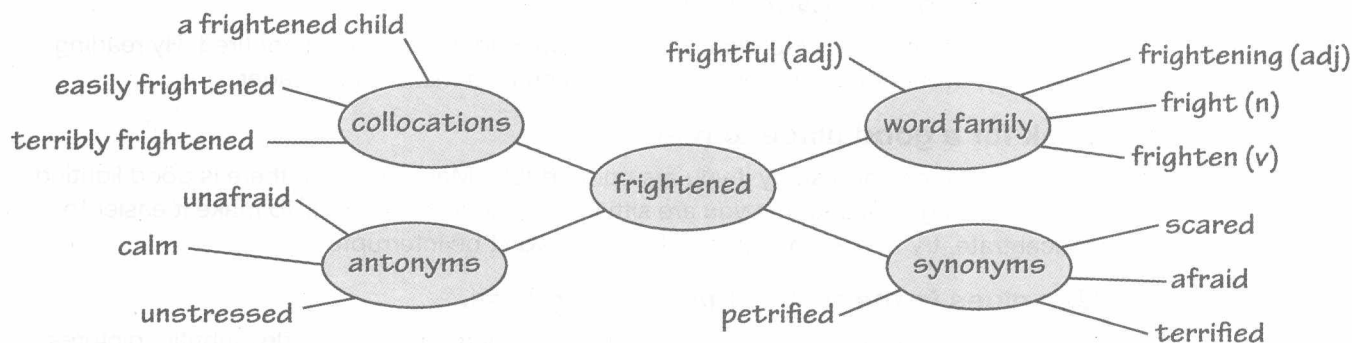 a frightened child
easily frightened
terribly frightened
collocations
frightful (adj)
frightening (adj)
fright (n)
frighten (v)
word family
frightened
unafraid
calm
unstressed
antonyms
synonyms
scared
afraid
terrified
petrified